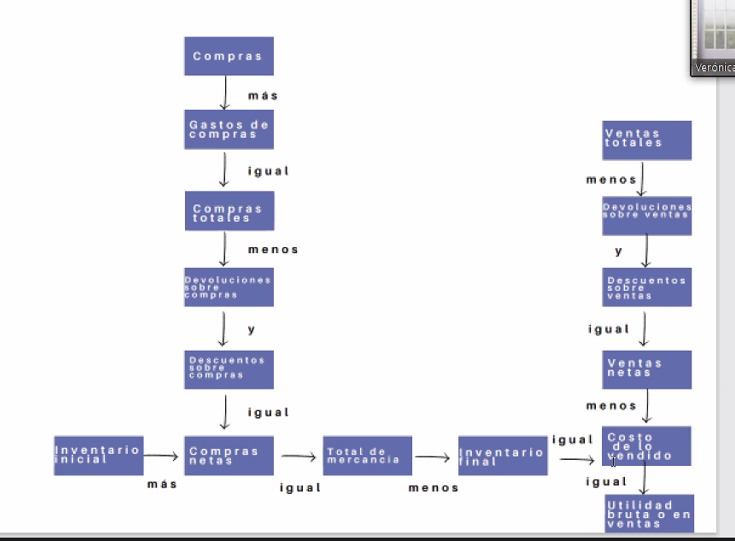 Verónica
Compras
más
Gastos de
compras
igual
Compras
totales
menos
Devoluciones
sobre
compras
y
Descuentos
sobre
compras
igual
Inventario
inicial
más
Compras
netas
igual
Total de
mercancia
menos
Inventario
final
igual
Ventas
totales
menos
Devoluciones
sobre ventas
y
Descuentos
sobre
ventas
igual
Ventas
netas
menos
Costo
de lo
vendido
igual
Utilidad
bruta o en
ventas